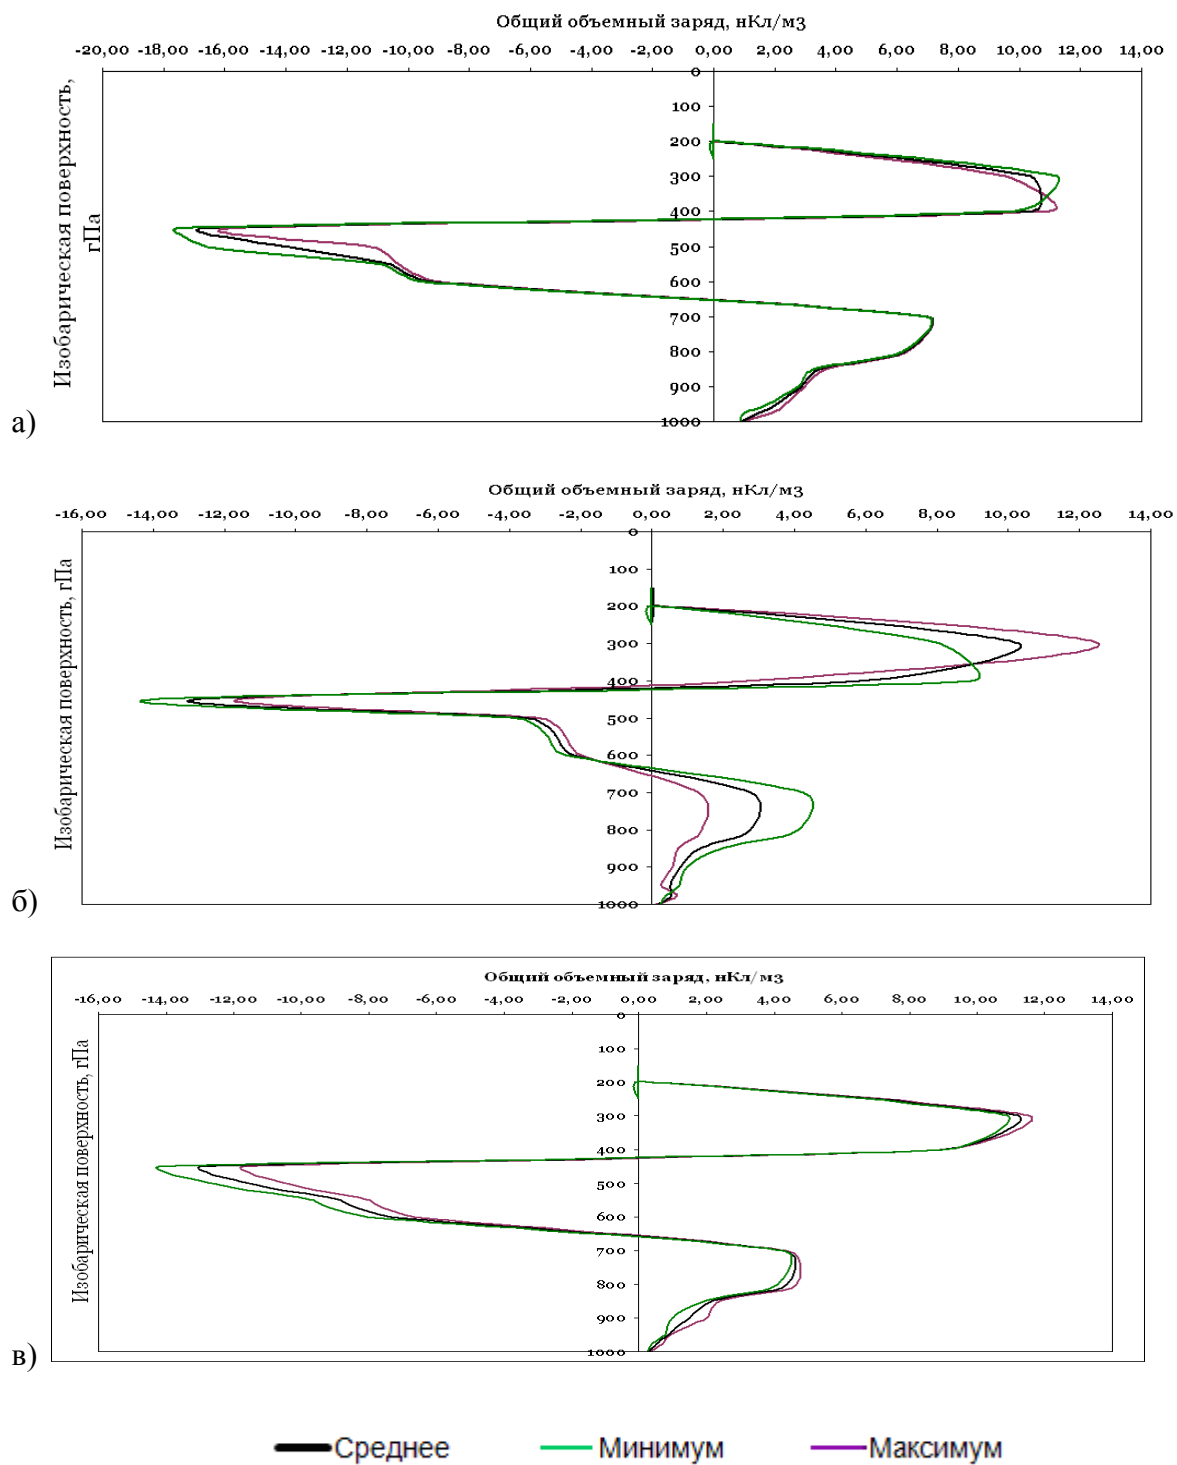 Общий объемный заряд, нКл/м3
-20,00 -18,00 -16,00 -14,00 -12,00 -10,00 -8,00 -6,00 -4,00 -2,00 0,00 2,00 4,00 6,00 8,00 10,00 12,00 14,00
Изобарическая поверхность,
гПа
0
100
200
300
400
500
600
700
800
900
1000
а)
Общий объемный заряд, нКл/м3
-16,00 -14,00 -12,00 -10,00 -8,00 -6,00 -4,00 -2,00 0,00 2,00 4,00 6,00 8,00 10,00 12,00 14,00
Изобарическая поверхность, гПа
0
100
200
300
400
500
600
700
800
900
1000
б)
Общий объемный заряд, нКл/м3
-16,00 -14,00 -12,00 -10,00 -8,00 -6,00 -4,00 -2,00 0,00 2,00 4,00 6,00 8,00 10,00 12,00 14,00
Изобарическая поверхность, гПа
0
100
200
300
400
500
600
700
800
900
1000
в)
Среднее Минимум Максимум